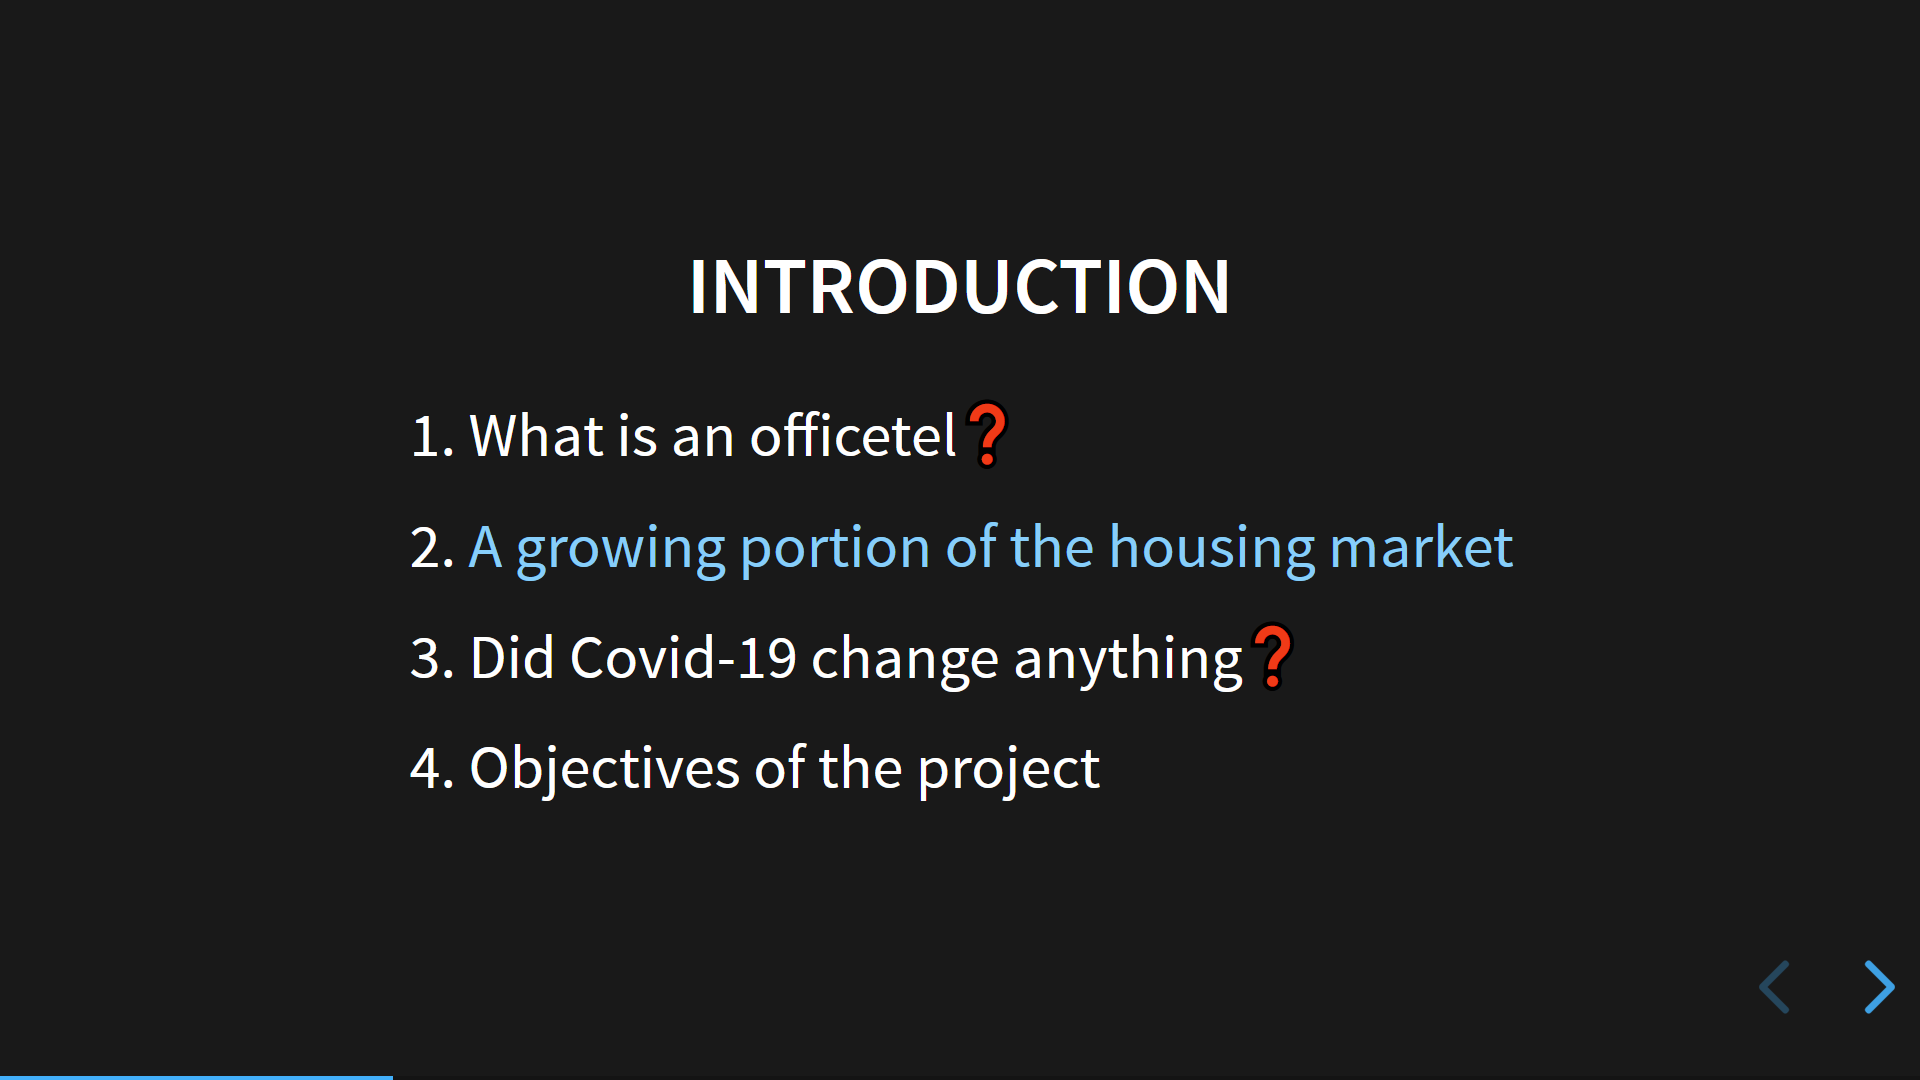 INTRODUCTION
1. What is an officetel❓
2. A growing portion of the housing market
3. Did Covid-19 change anything❓
4. Objectives of the project